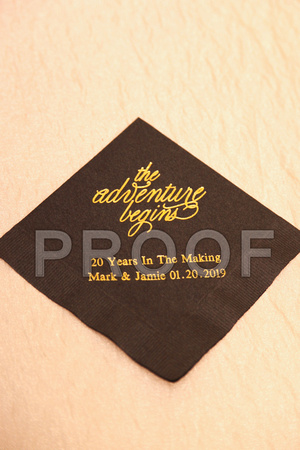 the
adventure
begins
PROOF
20 Years In The Making
Mark & Jamie 01.20.2019